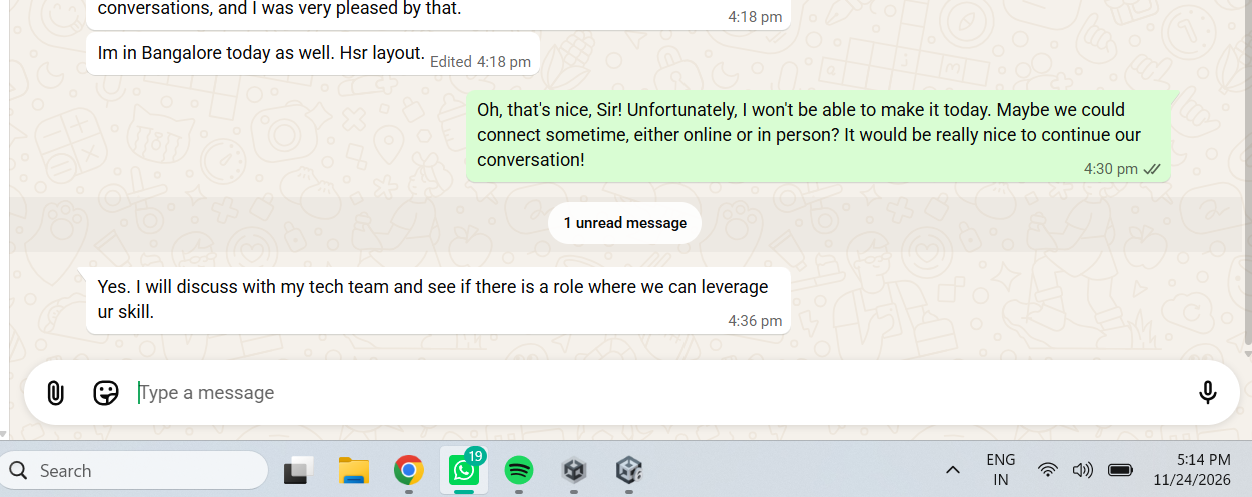 conversations, and I was very pleased by that.
4:18 pm
Im in Bangalore today as well. Hsr layout.
Edited 4:18 pm
Oh, that's nice, Sir! Unfortunately, I won't be able to make it today. Maybe we could
connect sometime, either online or in person? It would be really nice to continue our
conversation!
4:30 pm
1 unread message
Yes. I will discuss with my tech team and see if there is a role where we can leverage
ur skill.
4:36 pm
Type a message
Search
19
ENG
IN
5:14 PM
11/24/2026